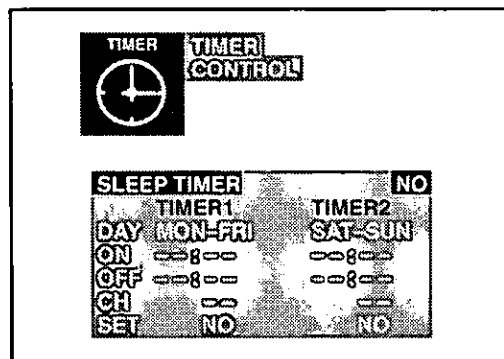 TIMER
TIMER
CONTROL
SLEEP TIMER NO
TIMER1 TIMER2
DAY MON-FRI SAT-SUN
ON --:-- --:--
OFF --:-- --:--
CH -- --
SET NO NO